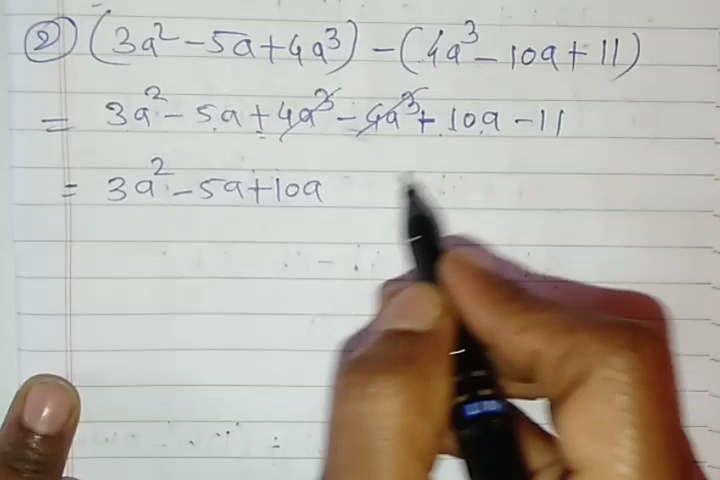 ② (3a² - 5a + 4a³) - (4a³ - 10a + 11)
= 3a² - 5a + 4a³ - 4a³ + 10a - 11
= 3a² - 5a + 10a